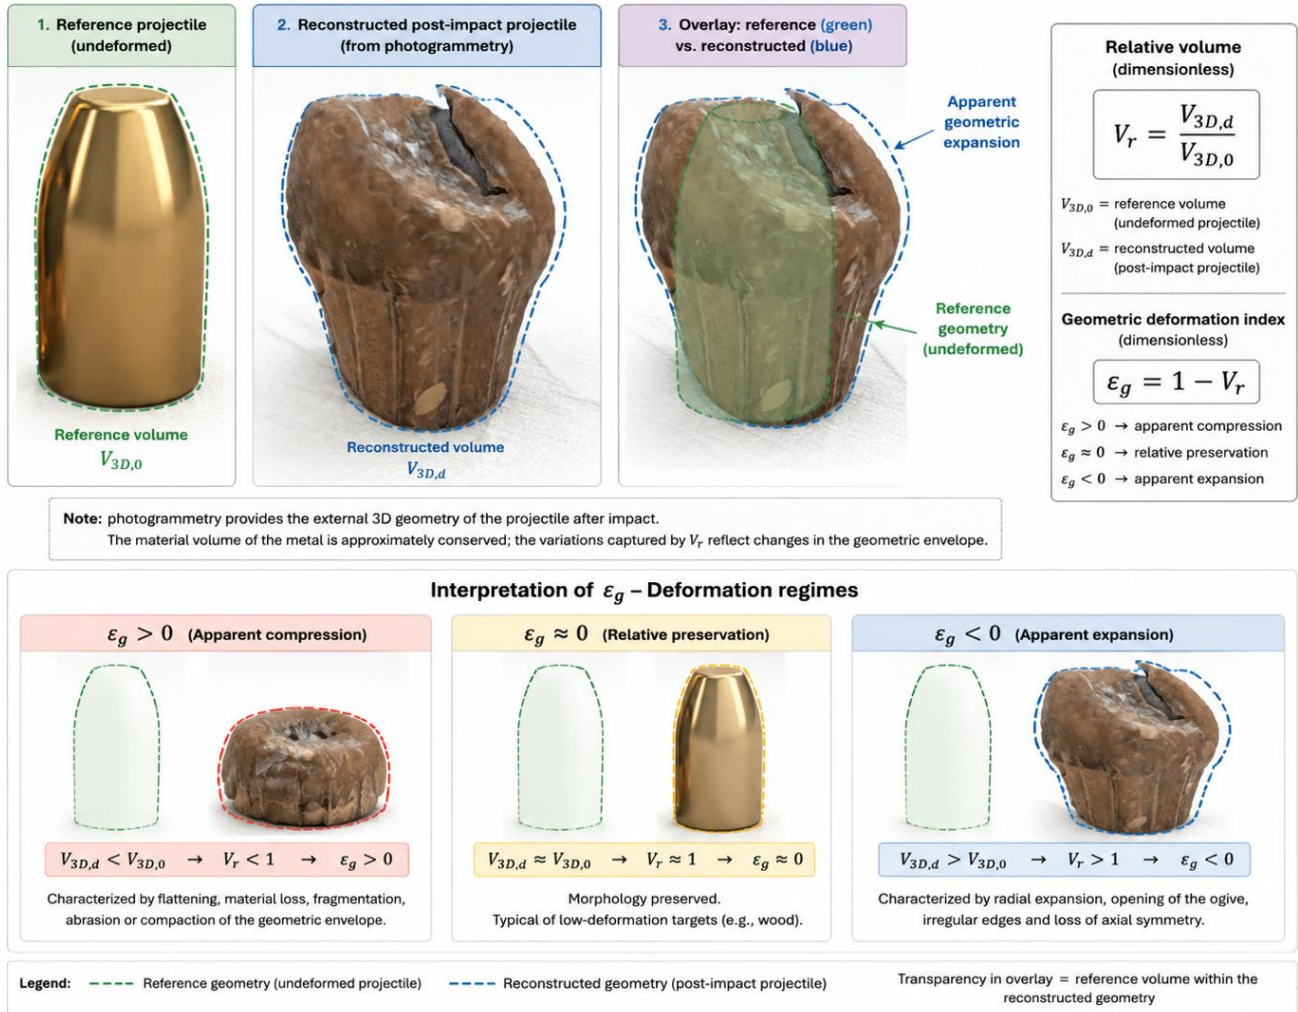 1. Reference projectile
(undeformed)
Reference volume
V3D,0
2. Reconstructed post-impact projectile
(from photogrammetry)
Reconstructed volume
V3D,d
3. Overlay: reference (green)
vs. reconstructed (blue)
Apparent
geometric
expansion
Reference
geometry
(undeformed)
Relative volume
(dimensionless)
Vr = V3D,d / V3D,0
V3D,0 = reference volume
(undeformed projectile)
V3D,d = reconstructed volume
(post-impact projectile)
Geometric deformation index
(dimensionless)
εg = 1 − Vr
εg > 0 → apparent compression
εg ≈ 0 → relative preservation
εg < 0 → apparent expansion
Note: photogrammetry provides the external 3D geometry of the projectile after impact.
The material volume of the metal is approximately conserved; the variations captured by Vr reflect changes in the geometric envelope.
Interpretation of εg – Deformation regimes
εg > 0 (Apparent compression)
V3D,d < V3D,0 → Vr < 1 → εg > 0
Characterized by flattening, material loss, fragmentation,
abrasion or compaction of the geometric envelope.
εg ≈ 0 (Relative preservation)
V3D,d ≈ V3D,0 → Vr ≈ 1 → εg ≈ 0
Morphology preserved.
Typical of low-deformation targets (e.g., wood).
εg < 0 (Apparent expansion)
V3D,d > V3D,0 → Vr > 1 → εg < 0
Characterized by radial expansion, opening of the ogive,
irregular edges and loss of axial symmetry.
Legend:
Reference geometry (undeformed projectile)
Reconstructed geometry (post-impact projectile)
Transparency in overlay = reference volume within the
reconstructed geometry